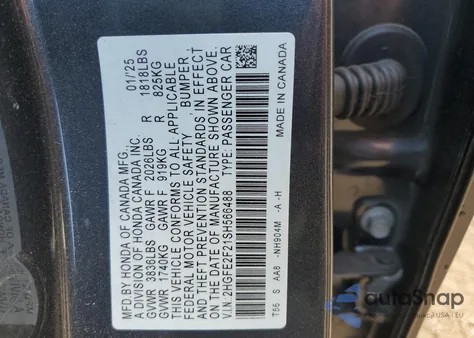 MFD. BY HONDA OF CANADA MFG. 01/'25
A DIVISION OF HONDA CANADA INC.
GVWR 3836LBS GAWR F 2026LBS R 1818LBS
GVWR 1740KG GAWR F 919KG R 825KG
THIS VEHICLE CONFORMS TO ALL APPLICABLE
FEDERAL MOTOR VEHICLE SAFETY, BUMPER,
AND THEFT PREVENTION STANDARDS IN EFFECT
ON THE DATE OF MANUFACTURE SHOWN ABOVE.
V.I.N: 2HGFE2F21SH566488 TYPE: PASSENGER CAR
T56 S AA8 -NH904M -A -H
MADE IN CANADA
autoSnap